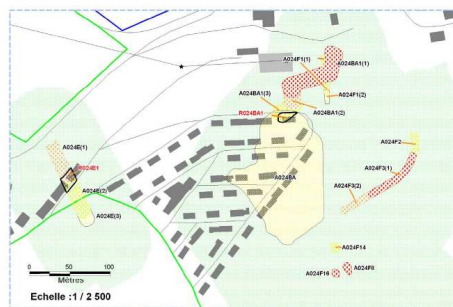 A024F1(1)
A024BA1(1)
A024BA1(3)
A024F1(2)
R024BA1
A024BA1(2)
A024E(1)
R024E1
A024F2
A024F3(1)
A024BA
A024E(2)
A024F3(2)
A024E(3)
A024F14
A024F16
A024F8
0 50 100
Mètres
Echelle :1 / 2 500